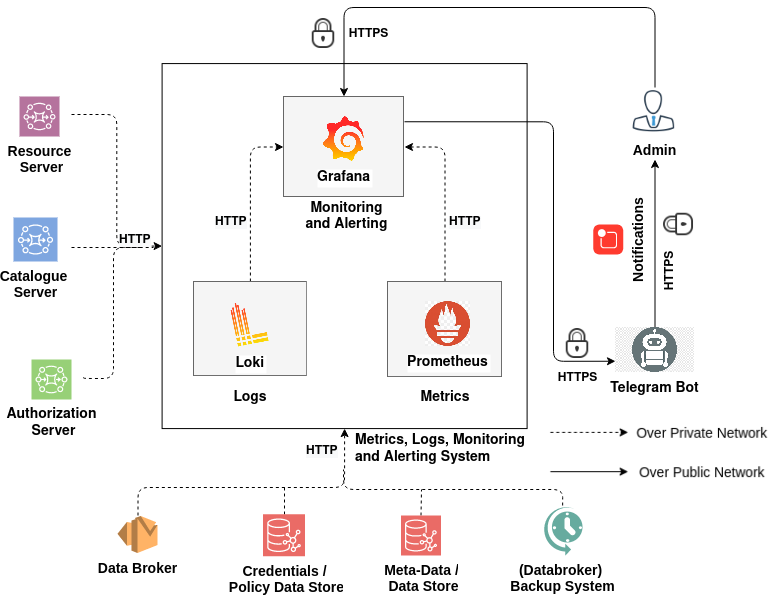 HTTPS
Resource
Server
Catalogue
Server
Authorization
Server
HTTP
Grafana
Monitoring
and Alerting
HTTP
HTTP
Loki
Logs
Prometheus
Metrics
Admin
Notifications
HTTPS
HTTPS
Telegram Bot
HTTP
Metrics, Logs, Monitoring
and Alerting System
Over Private Network
Over Public Network
Data Broker
Credentials /
Policy Data Store
Meta-Data /
Data Store
(Databroker)
Backup System